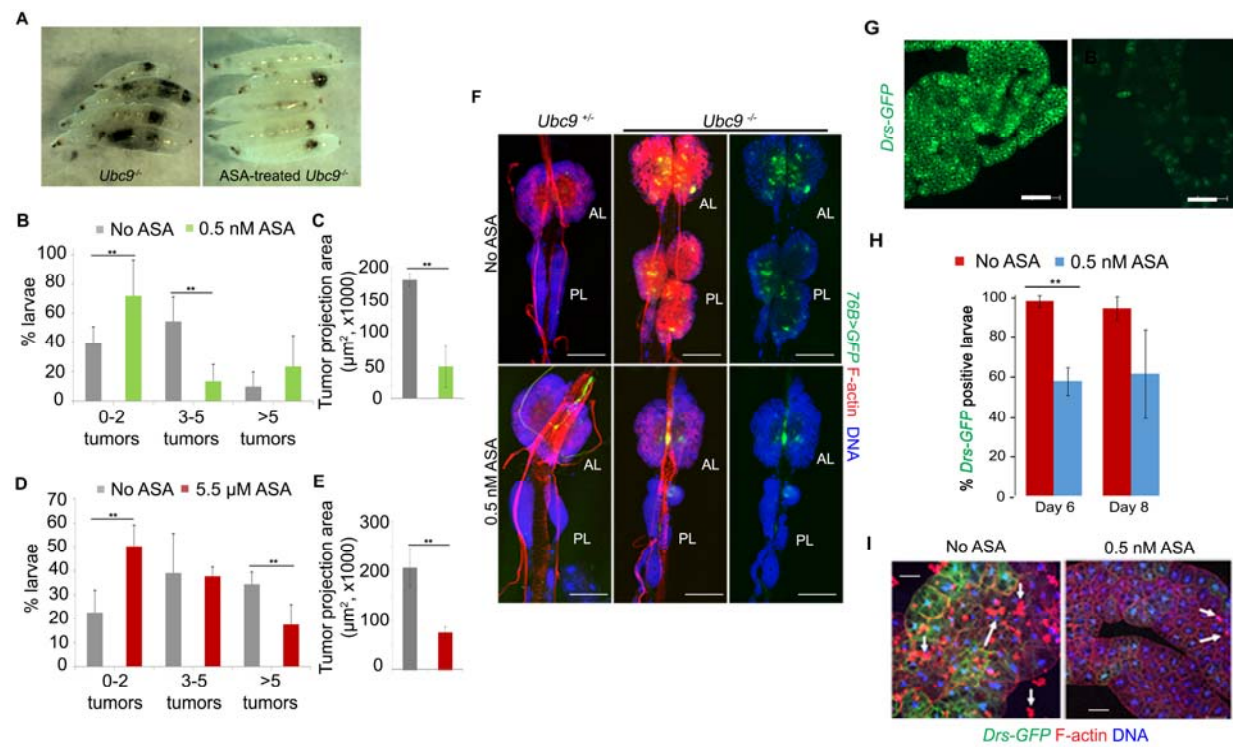 A
Ubc9-/-
ASA-treated Ubc9-/-
B
No ASA
0.5 nM ASA
% larvae
100
80
60
40
20
0
**
**
0-2
tumors
3-5
tumors
>5
tumors
C
Tumor projection area
(µm², x1000)
200
150
100
50
0
**
D
No ASA
5.5 µM ASA
% larvae
70
60
50
40
30
20
10
0
**
**
0-2
tumors
3-5
tumors
>5
tumors
E
Tumor projection area
(µm², x1000)
300
200
100
0
**
F
Ubc9 +/-
Ubc9 -/-
No ASA
AL
AL
PL
PL
0.5 nM ASA
AL
AL
PL
PL
76B>GFP F-actin DNA
G
Drs-GFP
B
H
No ASA
0.5 nM ASA
% Drs-GFP positive larvae
100
80
60
40
20
0
**
Day 6
Day 8
I
No ASA
0.5 nM ASA
Drs-GFP F-actin DNA